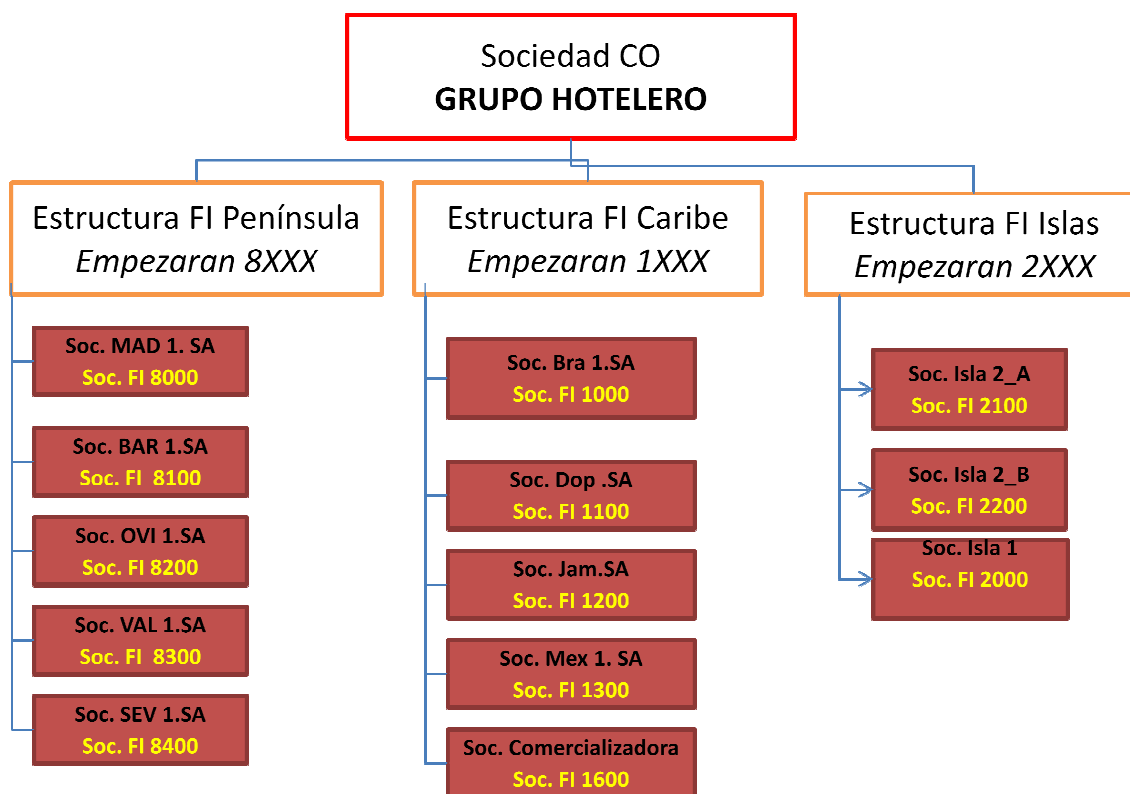 Sociedad CO
GRUPO HOTELERO
Estructura FI Península
Empezaran 8XXX
Soc. MAD 1. SA
Soc. FI 8000
Soc. BAR 1.SA
Soc. FI 8100
Soc. OVI 1.SA
Soc. FI 8200
Soc. VAL 1.SA
Soc. FI 8300
Soc. SEV 1.SA
Soc. FI 8400
Estructura FI Caribe
Empezaran 1XXX
Soc. Bra 1.SA
Soc. FI 1000
Soc. Dop .SA
Soc. FI 1100
Soc. Jam.SA
Soc. FI 1200
Soc. Mex 1. SA
Soc. FI 1300
Soc. Comercializadora
Soc. FI 1600
Estructura FI Islas
Empezaran 2XXX
Soc. Isla 2_A
Soc. FI 2100
Soc. Isla 2_B
Soc. FI 2200
Soc. Isla 1
Soc. FI 2000